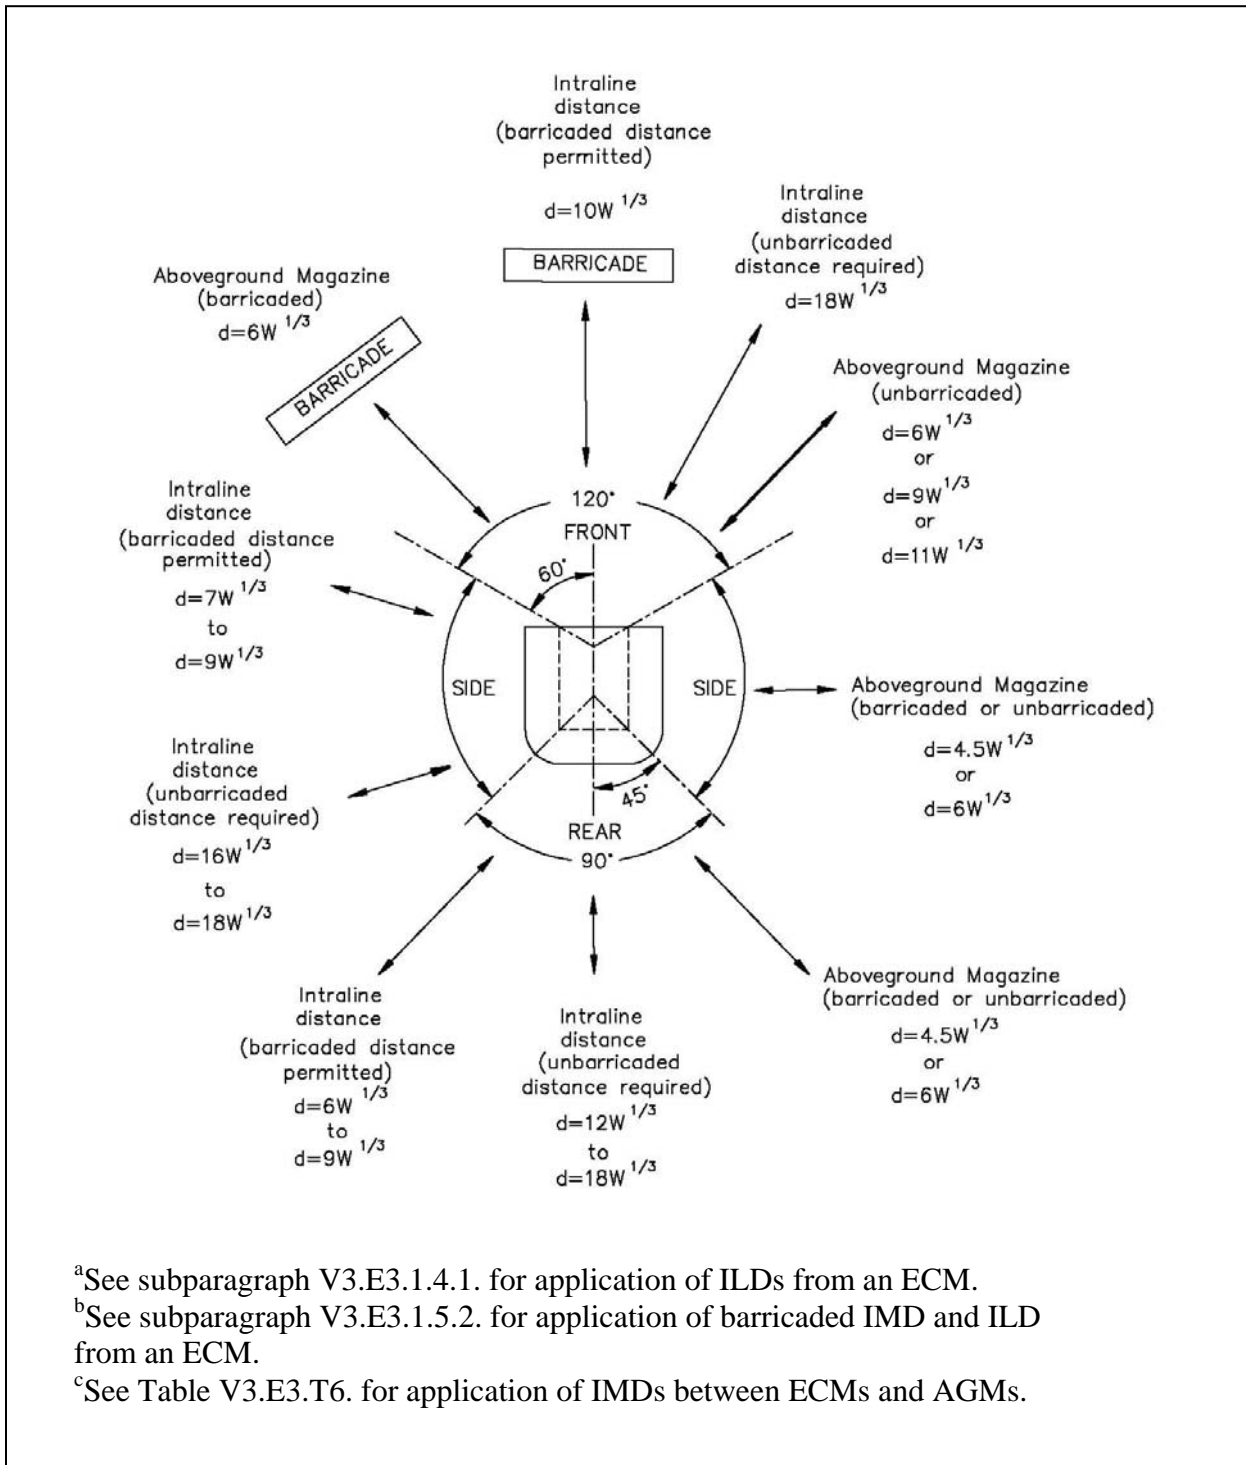 Intraline
distance
(barricaded distance
permitted)
d=10W 1/3
BARRICADE
Intraline
distance
(unbarricaded
distance required)
d=18W 1/3
Aboveground Magazine
(barricaded)
d=6W 1/3
BARRICADE
Aboveground Magazine
(unbarricaded)
d=6W 1/3
or
d=9W 1/3
or
d=11W 1/3
Intraline
distance
(barricaded distance
permitted)
d=7W 1/3
to
d=9W 1/3
120°
FRONT
60°
SIDE
SIDE
45°
REAR
90°
Aboveground Magazine
(barricaded or unbarricaded)
d=4.5W 1/3
or
d=6W 1/3
Intraline
distance
(unbarricaded
distance required)
d=16W 1/3
to
d=18W 1/3
Intraline
distance
(barricaded distance
permitted)
d=6W 1/3
to
d=9W 1/3
Intraline
distance
(unbarricaded
distance required)
d=12W 1/3
to
d=18W 1/3
Aboveground Magazine
(barricaded or unbarricaded)
d=4.5W 1/3
or
d=6W 1/3
aSee subparagraph V3.E3.1.4.1. for application of ILDs from an ECM.
bSee subparagraph V3.E3.1.5.2. for application of barricaded IMD and ILD
from an ECM.
cSee Table V3.E3.T6. for application of IMDs between ECMs and AGMs.